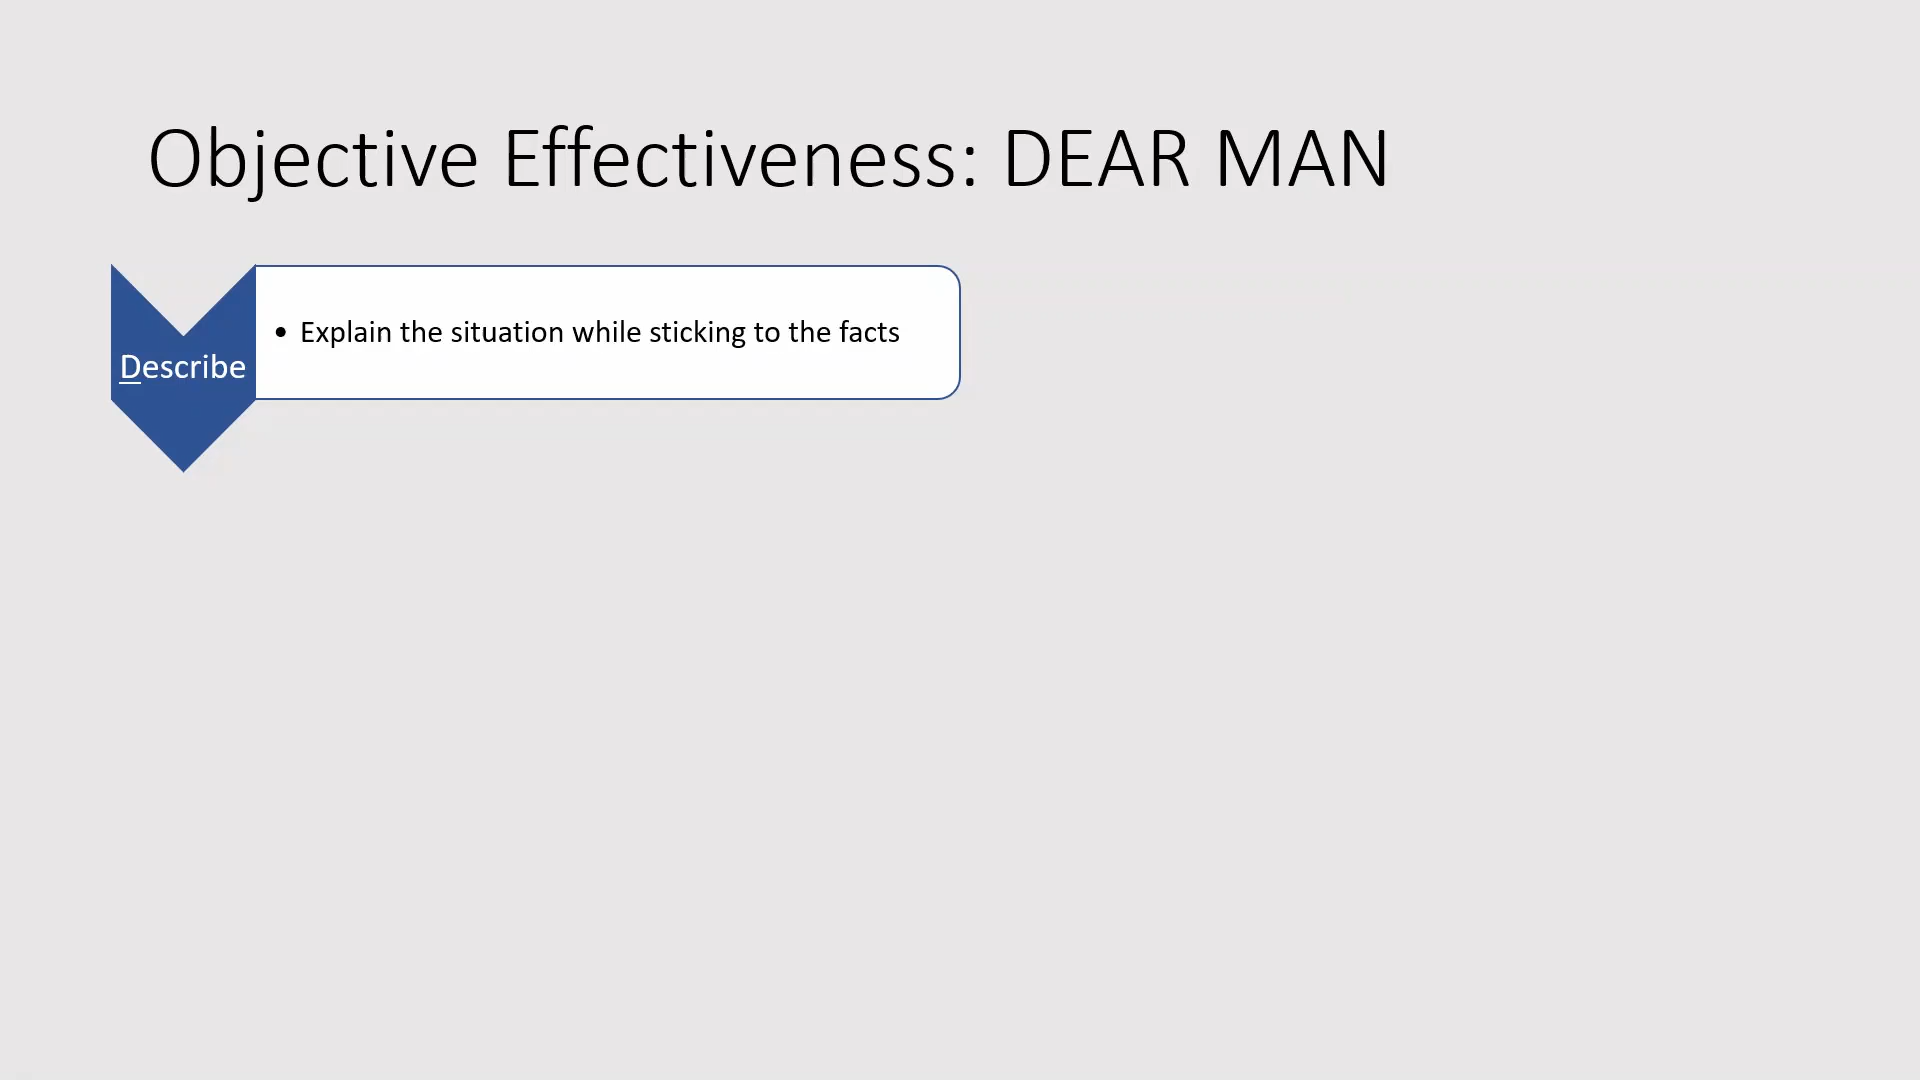 Objective Effectiveness: DEAR MAN
Describe
• Explain the situation while sticking to the facts